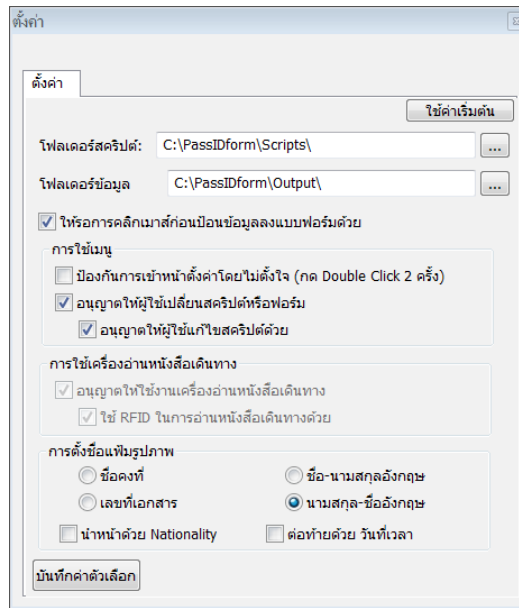 ตั้งค่า
ตั้งค่า
ใช้ค่าเริ่มต้น
โฟลเดอร์สคริปต์: C:\PassIDform\Scripts\ ...
โฟลเดอร์ข้อมูล C:\PassIDform\Output\ ...
ให้รอการคลิกเมาส์ก่อนป้อนข้อมูลลงแบบฟอร์มด้วย
การใช้เมนู
ป้องกันการเข้าหน้าตั้งค่าโดยไม่ตั้งใจ (กด Double Click 2 ครั้ง)
อนุญาตให้ผู้ใช้เปลี่ยนสคริปต์หรือฟอร์ม
อนุญาตให้ผู้ใช้แก้ไขสคริปต์ด้วย
การใช้เครื่องอ่านหนังสือเดินทาง
อนุญาตให้ใช้งานเครื่องอ่านหนังสือเดินทาง
ใช้ RFID ในการอ่านหนังสือเดินทางด้วย
การตั้งชื่อแฟ้มรูปภาพ
ชื่อคงที่ ชื่อ-นามสกุลอังกฤษ
เลขที่เอกสาร นามสกุล-ชื่ออังกฤษ
นำหน้าด้วย Nationality ต่อท้ายด้วย วันที่เวลา
บันทึกค่าตัวเลือก